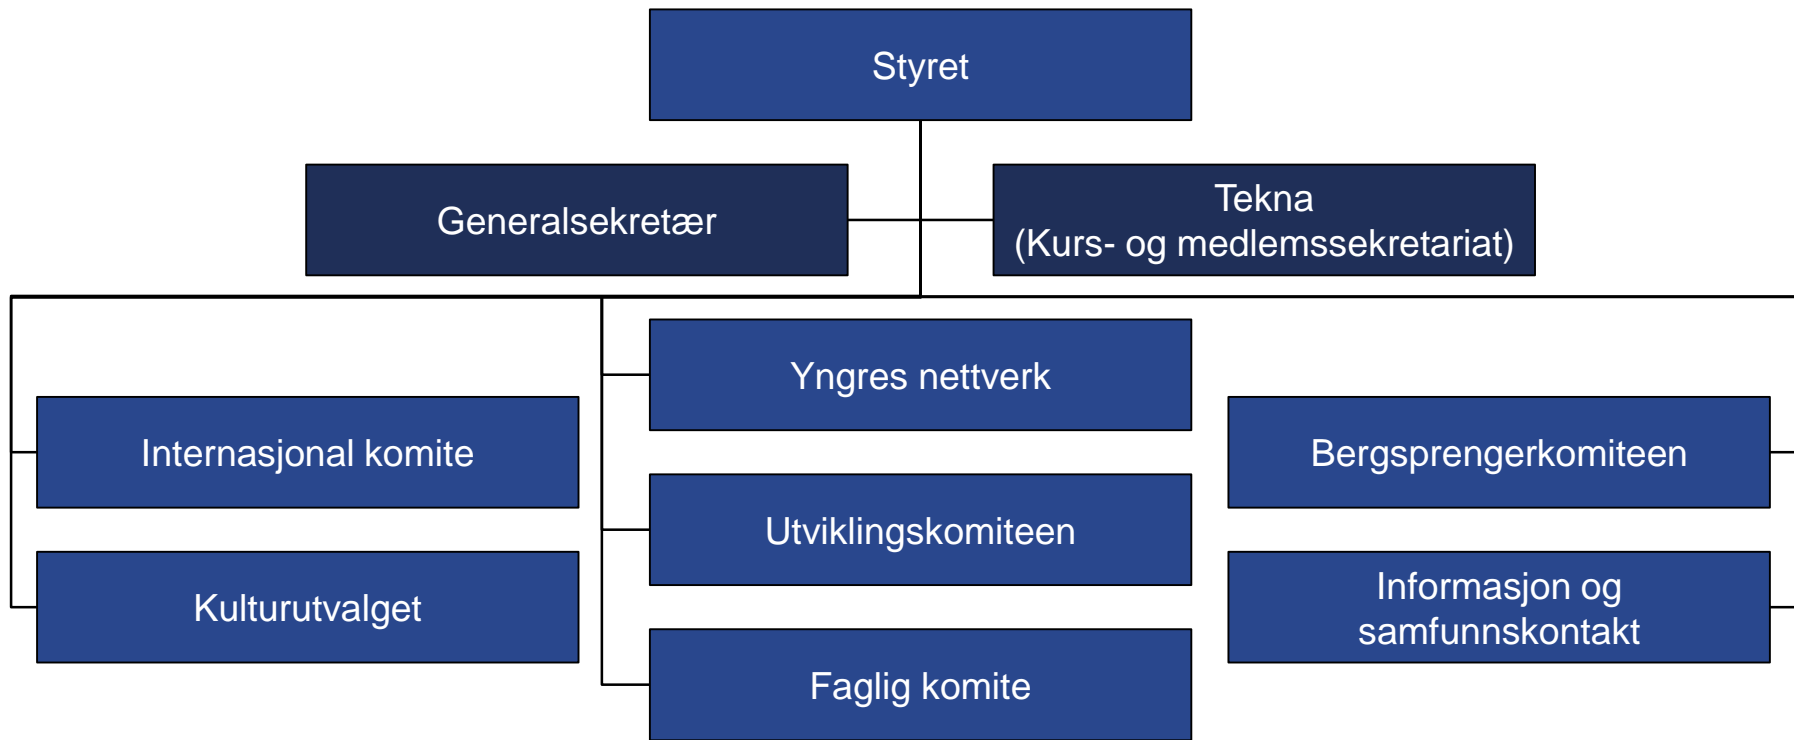 Styret
Generalsekretær
Tekna
(Kurs- og medlemssekretariat)
Yngres nettverk
Internasjonal komite
Bergsprengerkomiteen
Utviklingskomiteen
Kulturutvalget
Informasjon og
samfunnskontakt
Faglig komite